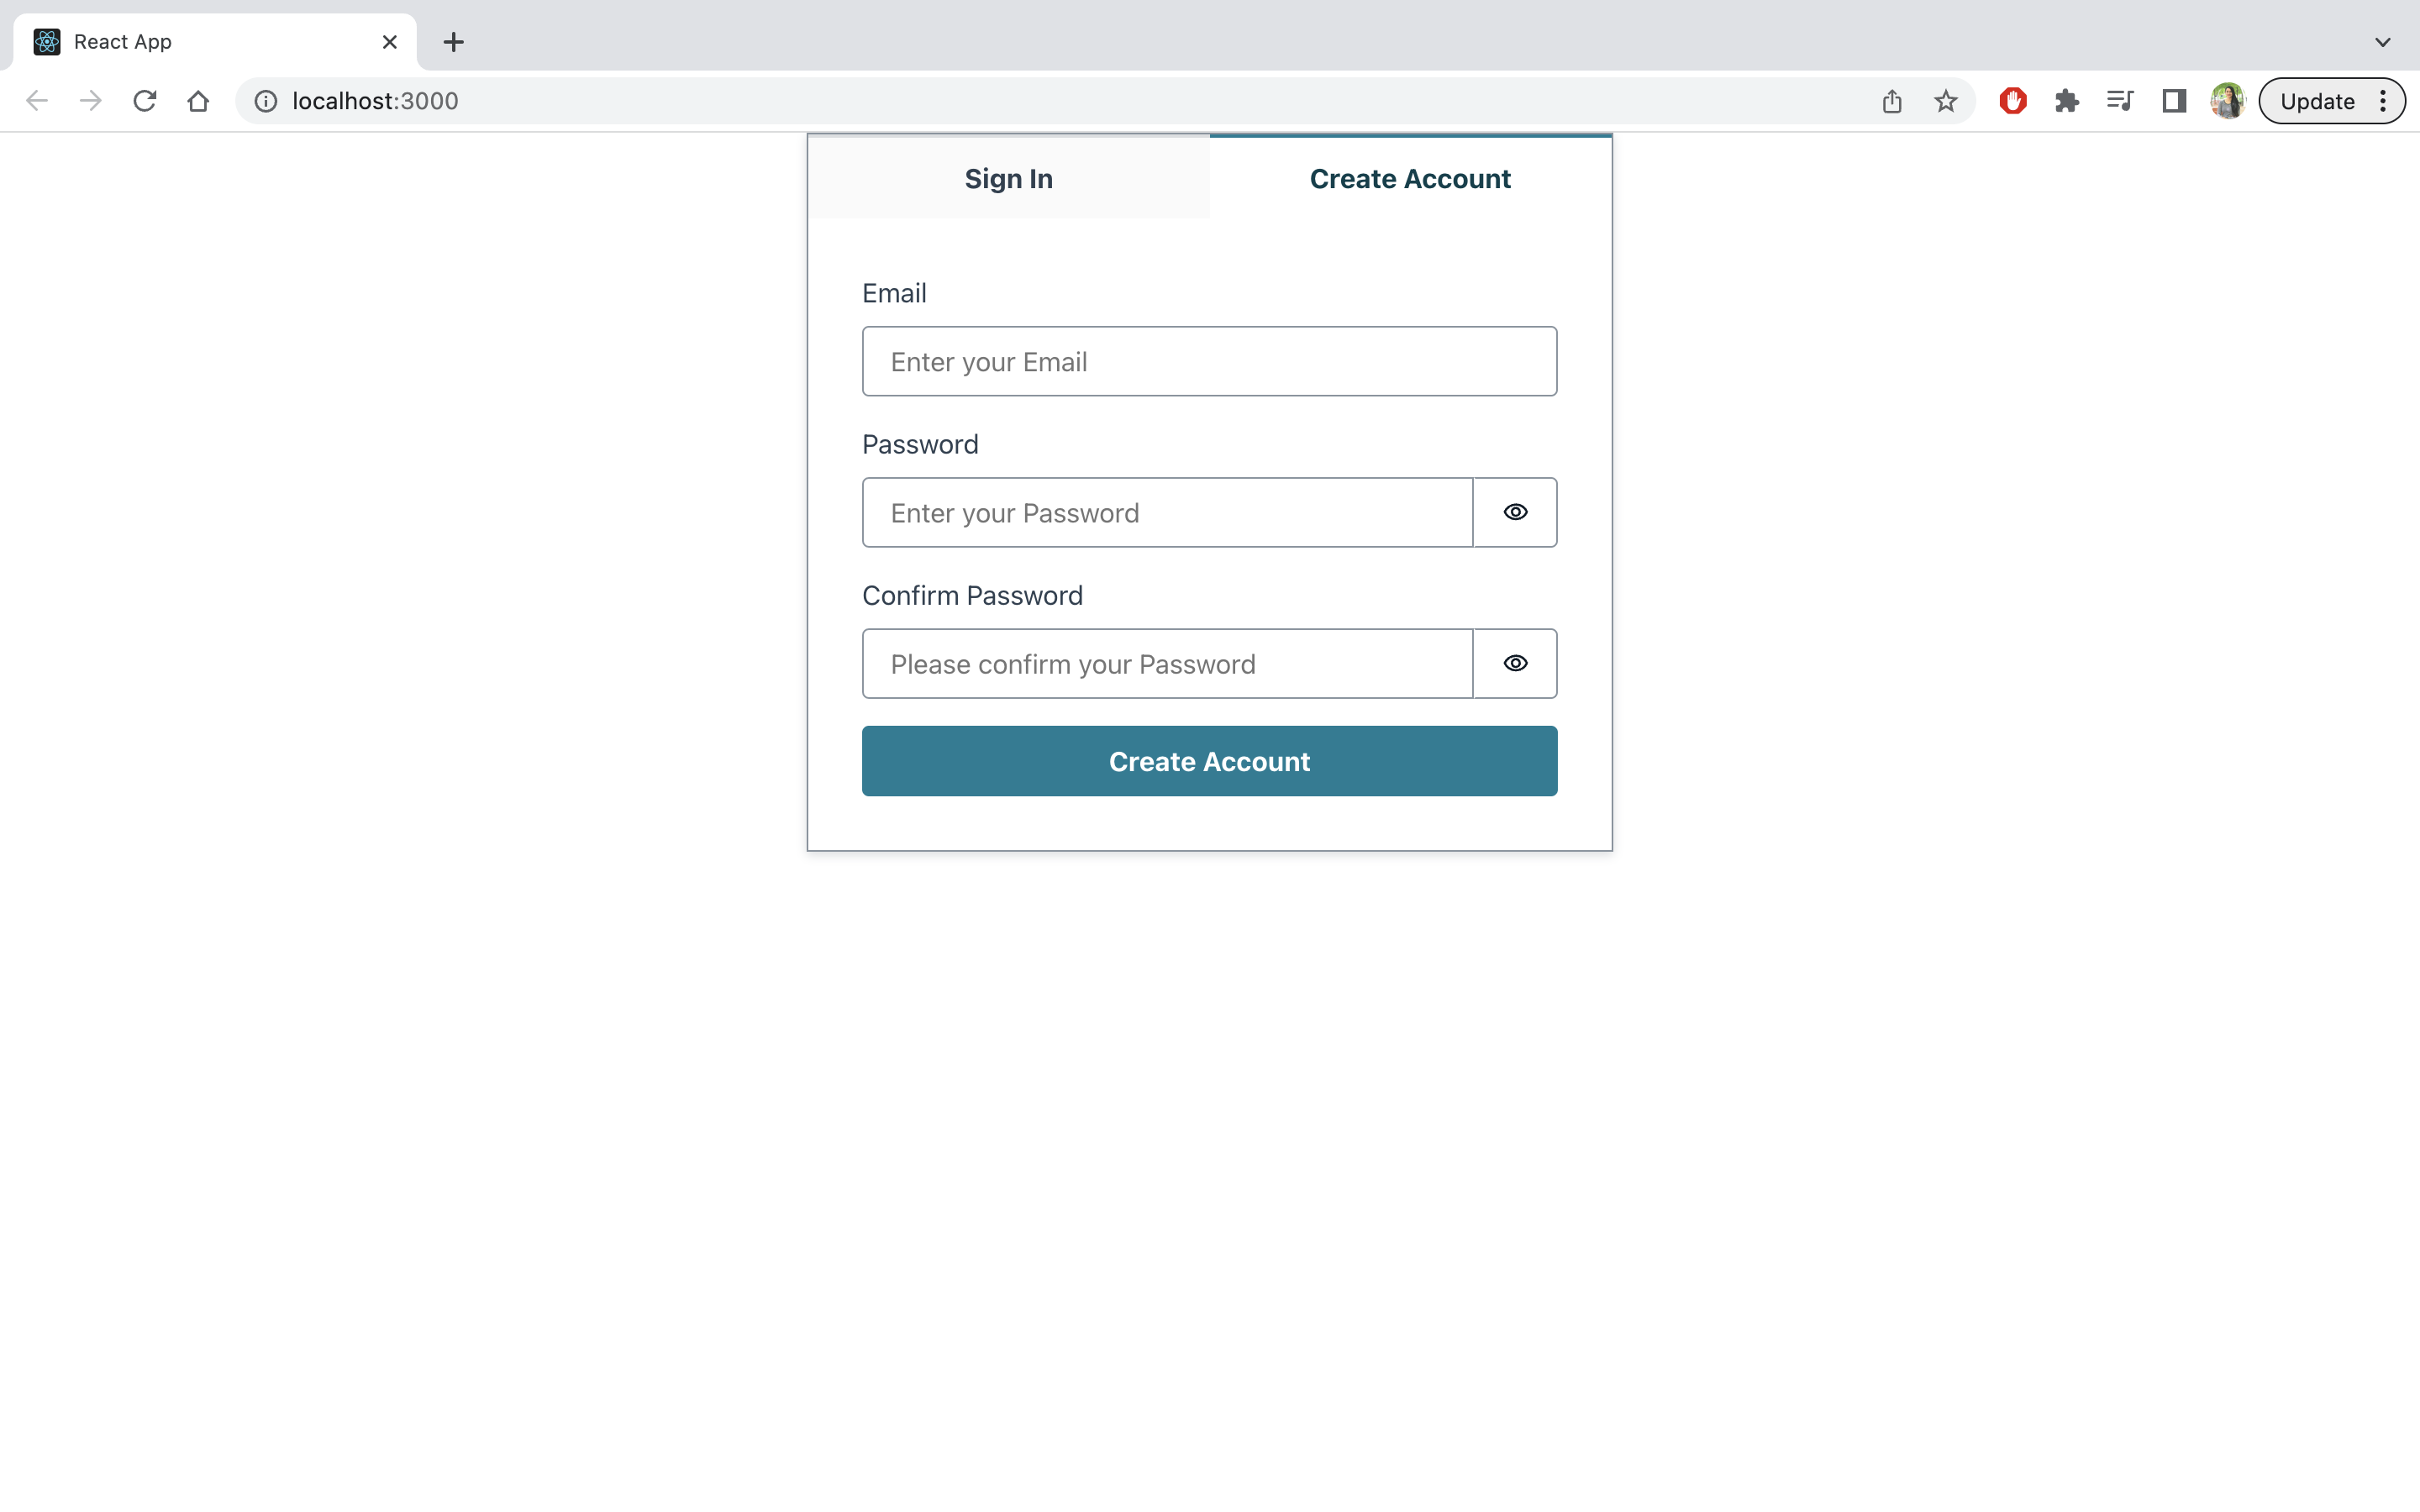 React App
localhost:3000
Update
Sign In
Create Account
Email
Enter your Email
Password
Enter your Password
Confirm Password
Please confirm your Password
Create Account